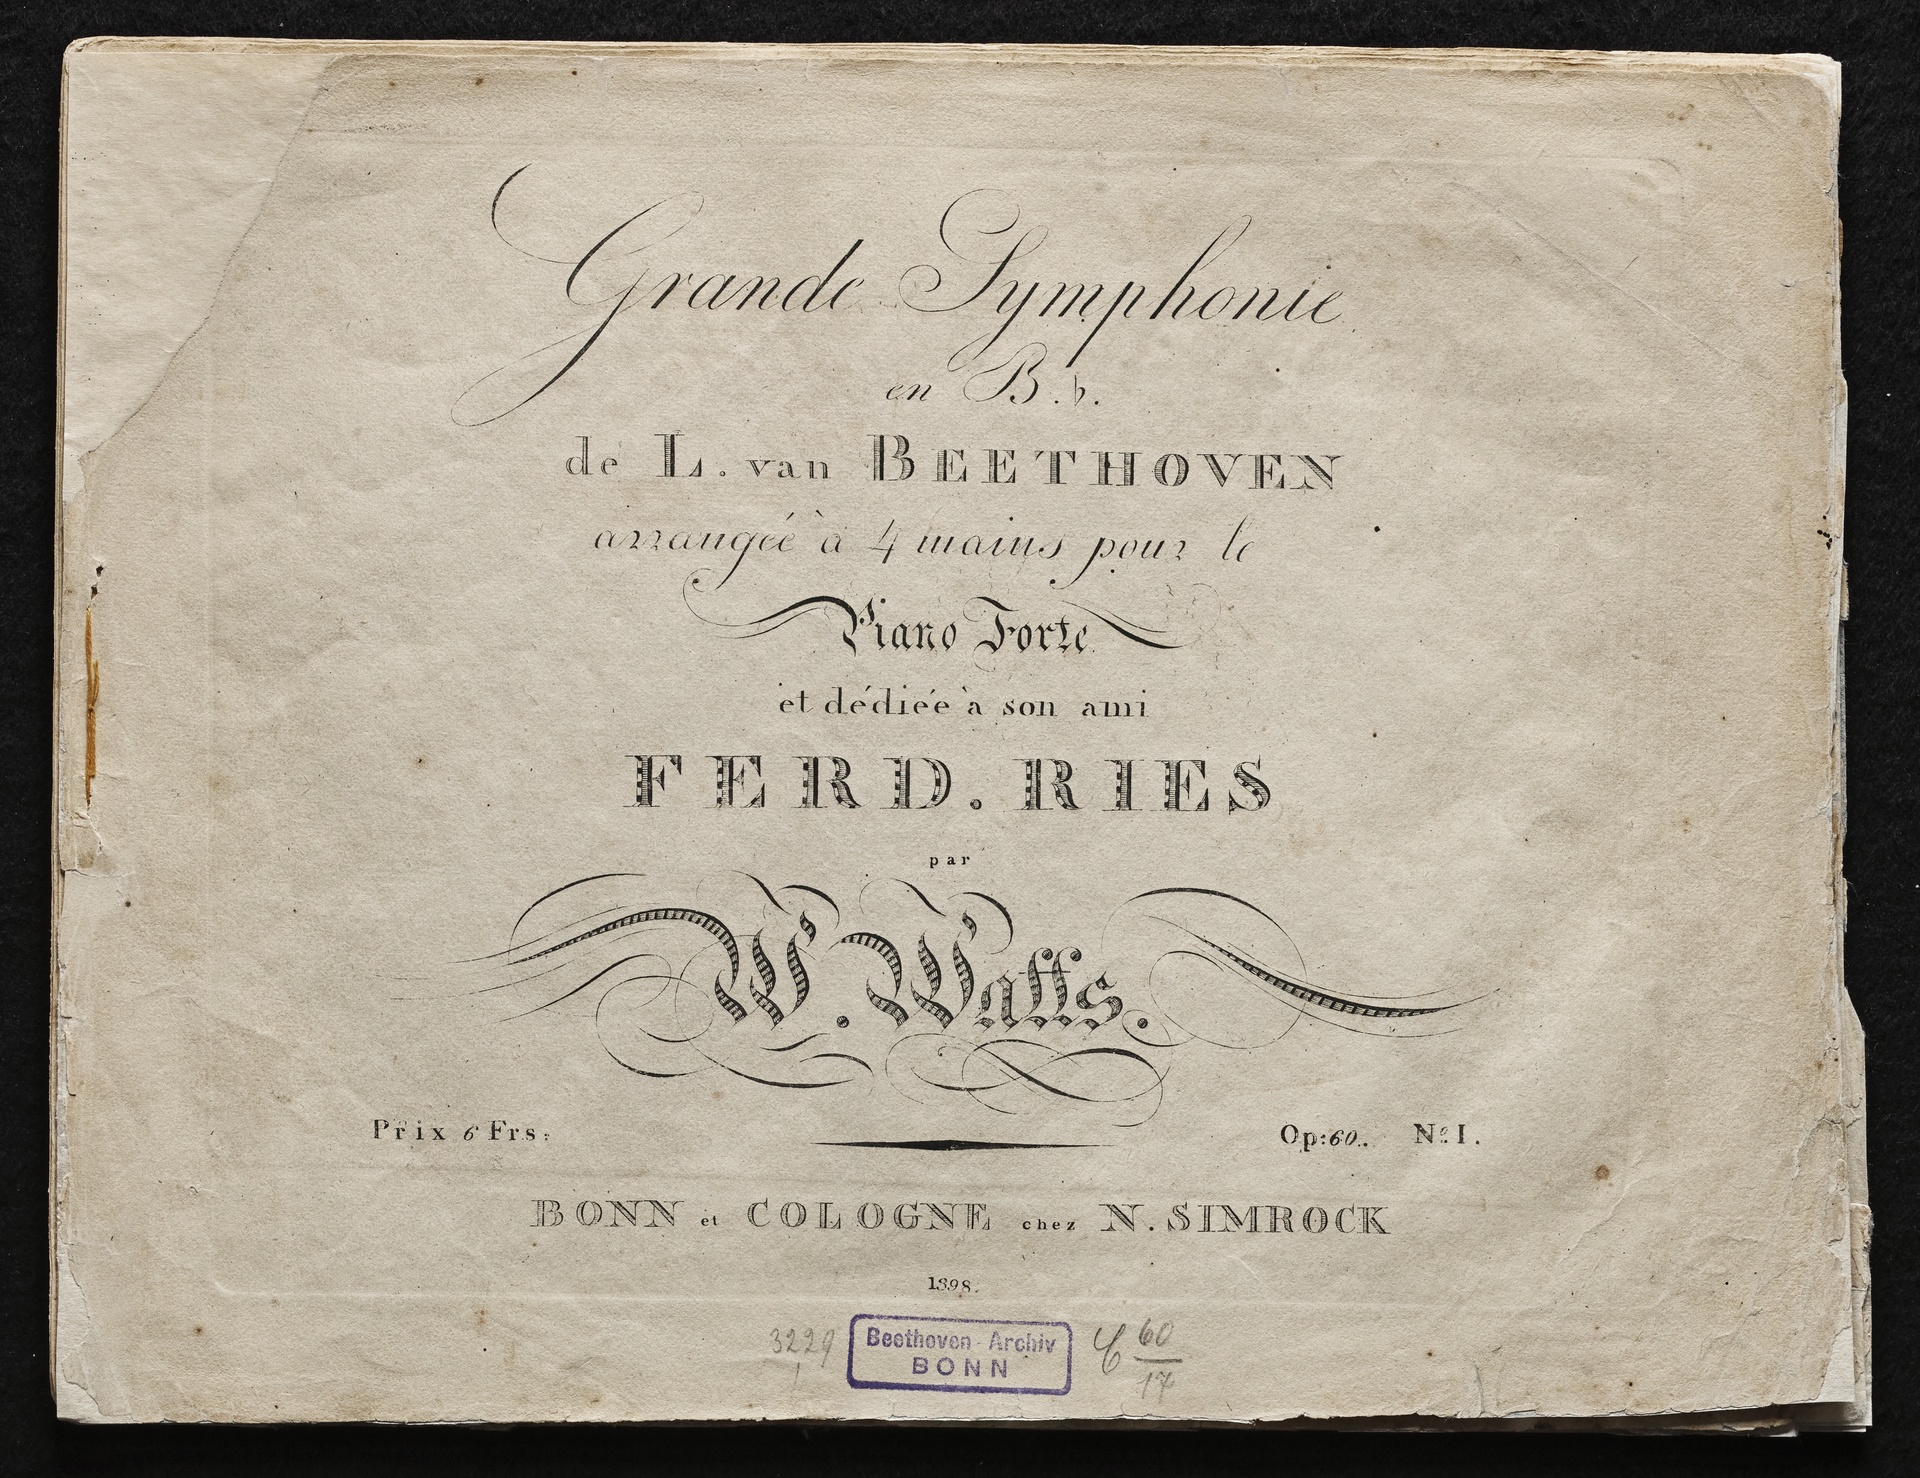 Grande Symphonie
en B.♭.
de L. van BEETHOVEN
arrangée à 4 mains pour le
Piano Forte
et dédiée à son ami
FERD. RIES
par
W. Watts.
Prix 6 Frs: Op: 60. Nº I.
BONN et COLOGNE chez N. SIMROCK
1398.
3229 Beethoven-Archiv
BONN
C 60/17